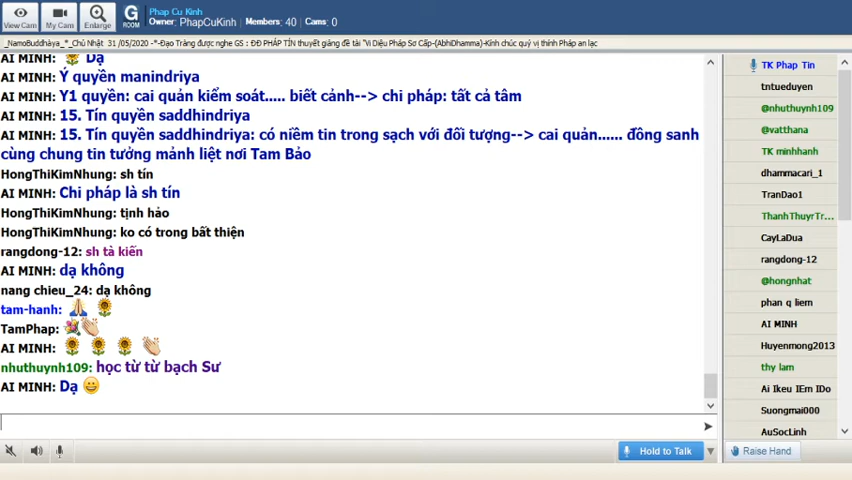 Phap Cu Kinh
Owner: PhapCuKinh Members: 40 Cams: 0
View Cam
My Cam
Enlarge
G
ROOM
_NamoBuddhàya_*_Chủ Nhật 31 /05/2020 -*-Đạo Tràng được nghe GS : ĐĐ PHÁP TÍN thuyết giảng đề tài "Vi Diệu Pháp Sơ Cấp-(AbhiDhamma)-Kính chúc quý vị thính Pháp an lạc
AI MINH: Dạ
AI MINH: Ý quyền manindriya
AI MINH: Y1 quyền: cai quản kiểm soát..... biết cảnh--> chi pháp: tất cả tâm
AI MINH: 15. Tín quyền saddhindriya
AI MINH: 15. Tín quyền saddhindriya: có niềm tin trong sạch với đối tượng--> cai quản...... đồng sanh
cùng chung tin tưởng mảnh liệt nơi Tam Bảo
HongThiKimNhung: sh tín
AI MINH: Chi pháp là sh tín
HongThiKimNhung: tịnh hảo
HongThiKimNhung: ko có trong bất thiện
rangdong-12: sh tà kiến
AI MINH: dạ không
nang chieu_24: dạ không
tam-hanh:
TamPhap:
AI MINH:
nhuthuynh109: học từ từ bạch Sư
AI MINH: Dạ
TK Phap Tin
tntueduyen
@nhuthuynh109
@vatthana
TK minhhanh
dhammacari_1
TranDao1
ThanhThuyrTr...
CayLaDua
rangdong-12
@hongnhat
phan q liem
AI MINH
Huyenmong2013
thy lam
Ai lkeu IEm IDo
Suongmai000
AuSocLinh
Hold to Talk
Raise Hand